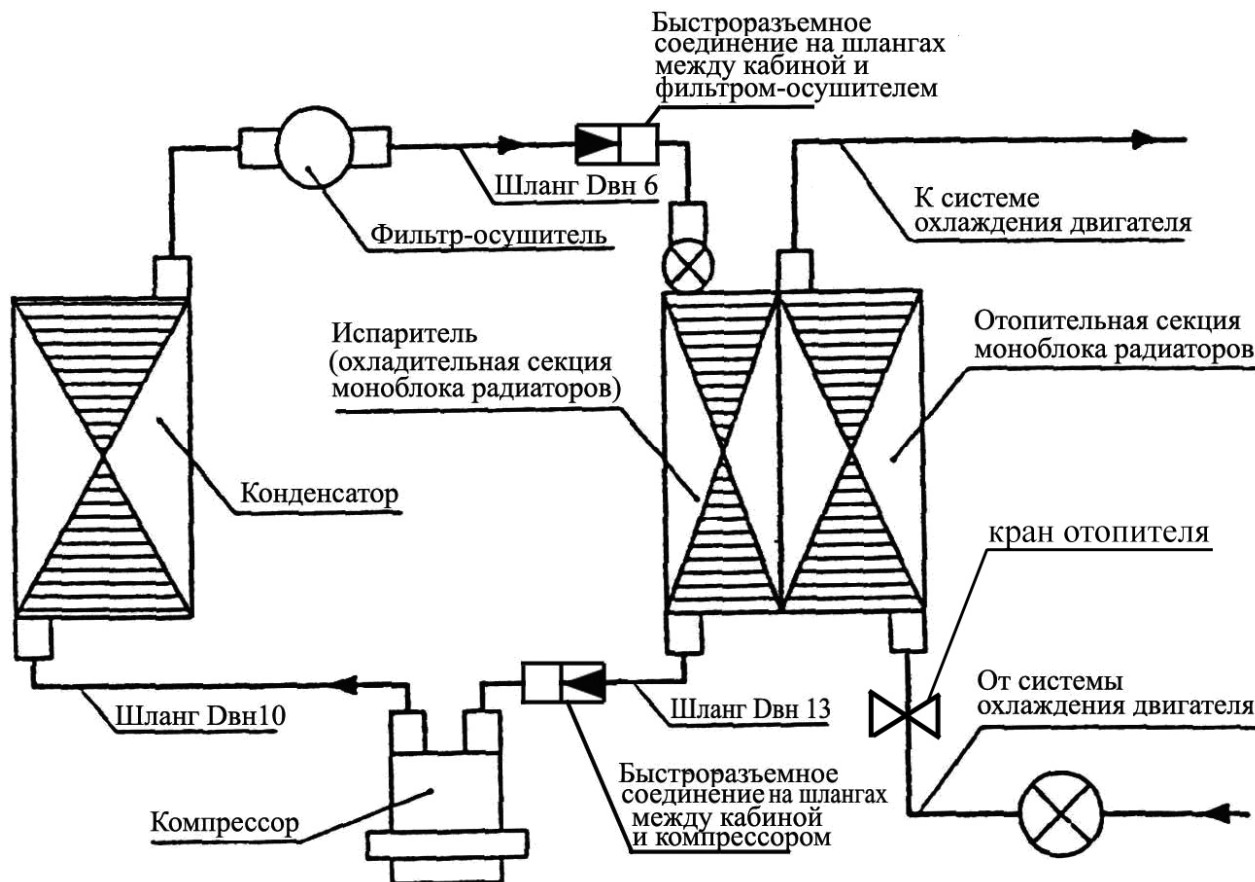 Быстроразъемное
соединение на шлангах
между кабиной и
фильтром-осушителем
Шланг Dвн 6
Фильтр-осушитель
К системе
охлаждения двигателя
Испаритель
(охладительная секция
моноблока радиаторов)
Отопительная секция
моноблока радиаторов
Конденсатор
кран отопителя
Шланг Dвн10
Шланг Dвн 13
От системы
охлаждения двигателя
Быстроразъемное
соединение на шлангах
между кабиной
и компрессором
Компрессор